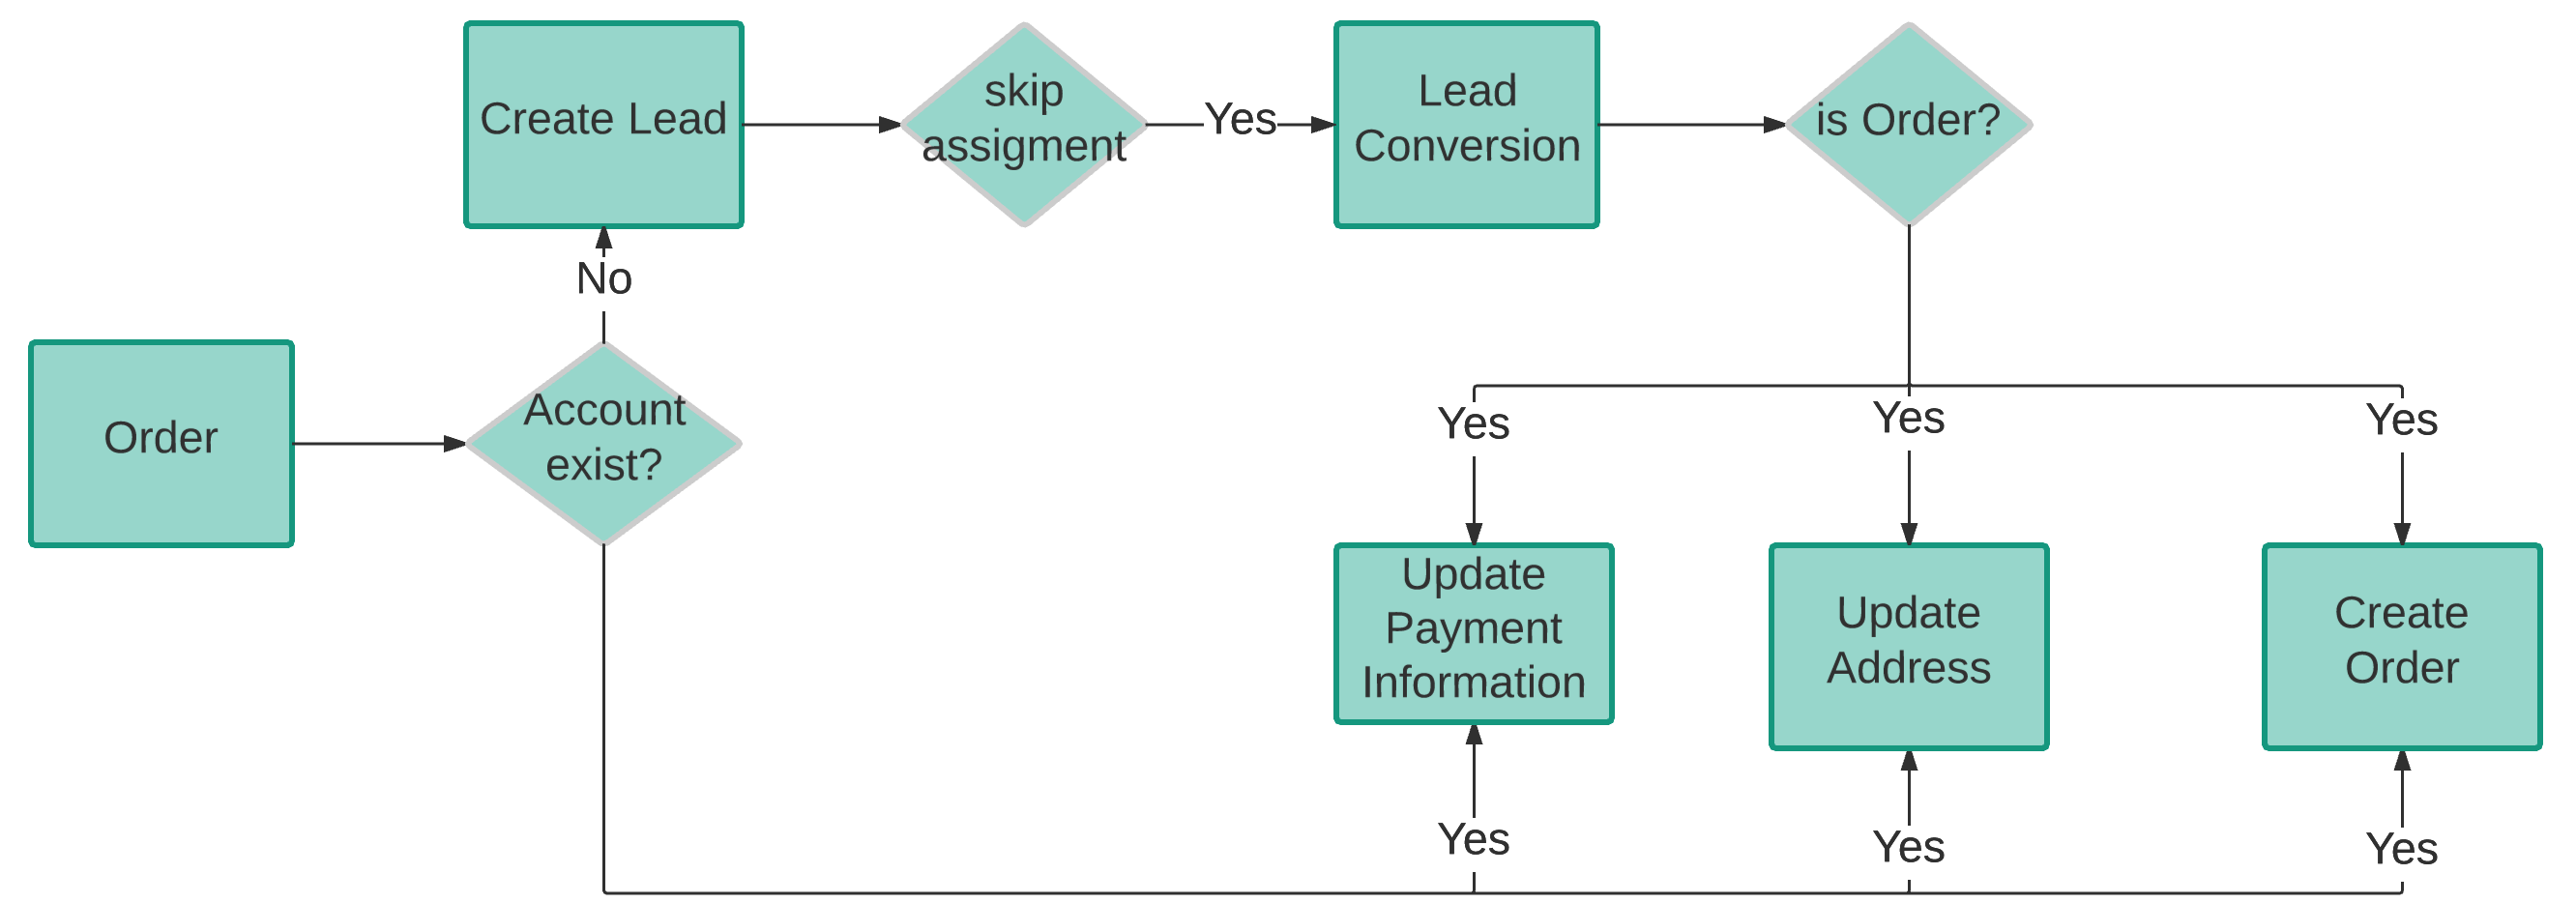 Create Lead
skip
assigment
Yes
Lead
Conversion
is Order?
No
Order
Account
exist?
Yes
Yes
Yes
Update
Payment
Information
Update
Address
Create
Order
Yes
Yes
Yes